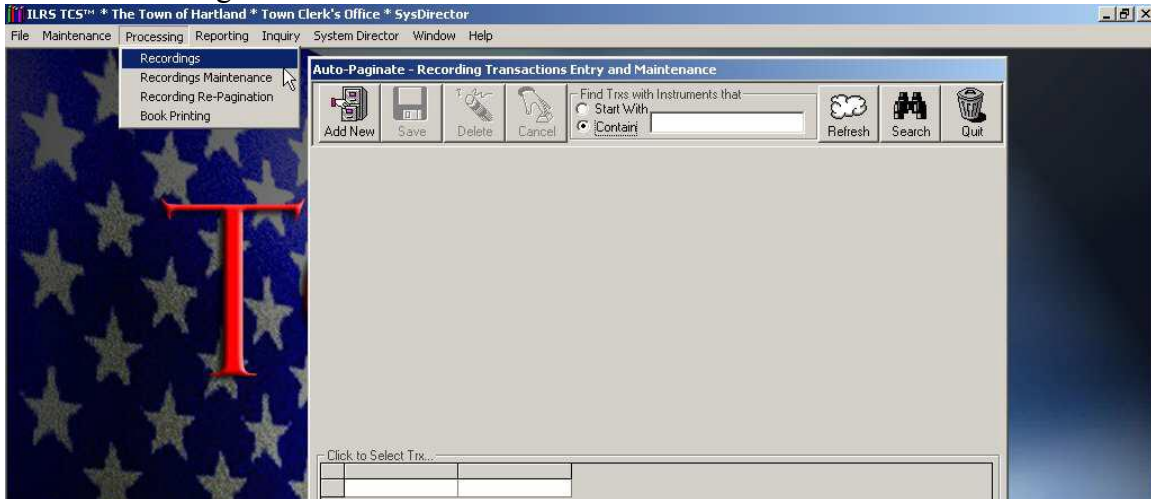 ILRS TCS™ * The Town of Hartland * Town Clerk's Office * SysDirector
File Maintenance Processing Reporting Inquiry System Director Window Help
Recordings
Recordings Maintenance
Recording Re-Pagination
Book Printing
Auto-Paginate - Recording Transactions Entry and Maintenance
Find Trxs with Instruments that
Start With
Contain
Add New Save Delete Cancel Refresh Search Quit
T
Click to Select Trx...